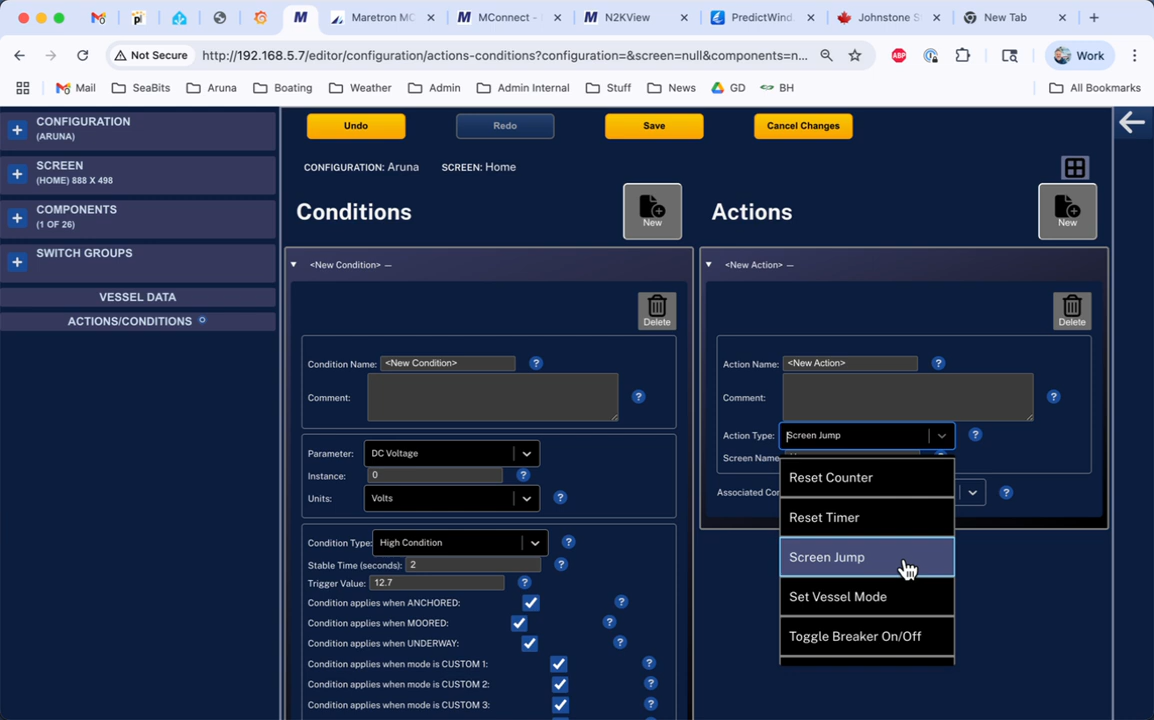 Maretron MC
MConnect -
N2KView
PredictWind.
Johnstone S
New Tab
Not Secure
http://192.168.5.7/editor/configuration/actions-conditions?configuration=&screen=null&components=n...
ABP
Work
Mail
SeaBits
Aruna
Boating
Weather
Admin
Admin Internal
Stuff
News
GD
BH
All Bookmarks
CONFIGURATION
(ARUNA)
SCREEN
(HOME) 888 X 498
COMPONENTS
(1 OF 26)
SWITCH GROUPS
VESSEL DATA
ACTIONS/CONDITIONS
Undo
Redo
Save
Cancel Changes
CONFIGURATION: Aruna
SCREEN: Home
Conditions
New
<New Condition> —
Delete
Condition Name: <New Condition> ?
Comment: ?
Parameter: DC Voltage
Instance: 0 ?
Units: Volts ?
Condition Type: High Condition ?
Stable Time (seconds): 2 ?
Trigger Value: 12.7 ?
Condition applies when ANCHORED: ?
Condition applies when MOORED: ?
Condition applies when UNDERWAY: ?
Condition applies when mode is CUSTOM 1: ?
Condition applies when mode is CUSTOM 2: ?
Condition applies when mode is CUSTOM 3: ?
Actions
New
<New Action> —
Delete
Action Name: <New Action> ?
Comment: ?
Action Type: Screen Jump ?
Screen Name
Associated Co ?
Reset Counter
Reset Timer
Screen Jump
Set Vessel Mode
Toggle Breaker On/Off